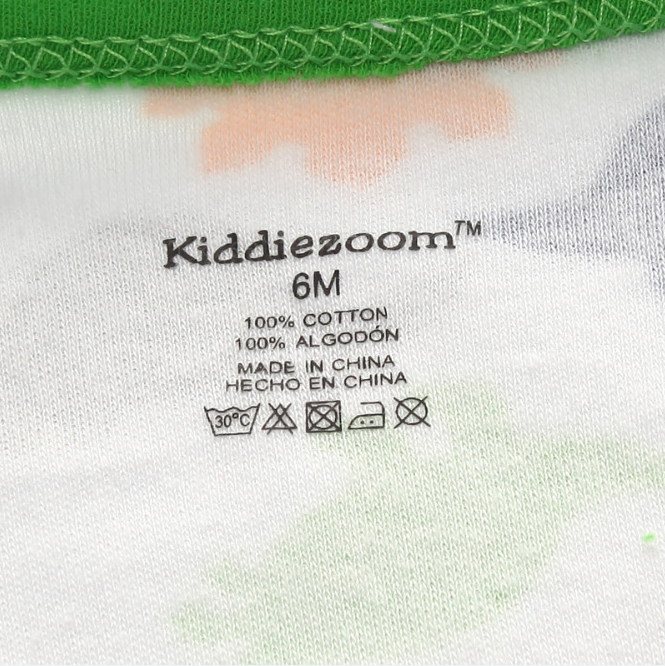 Kiddiezoom™
6M
100% COTTON
100% ALGODÓN
MADE IN CHINA
HECHO EN CHINA
30°C